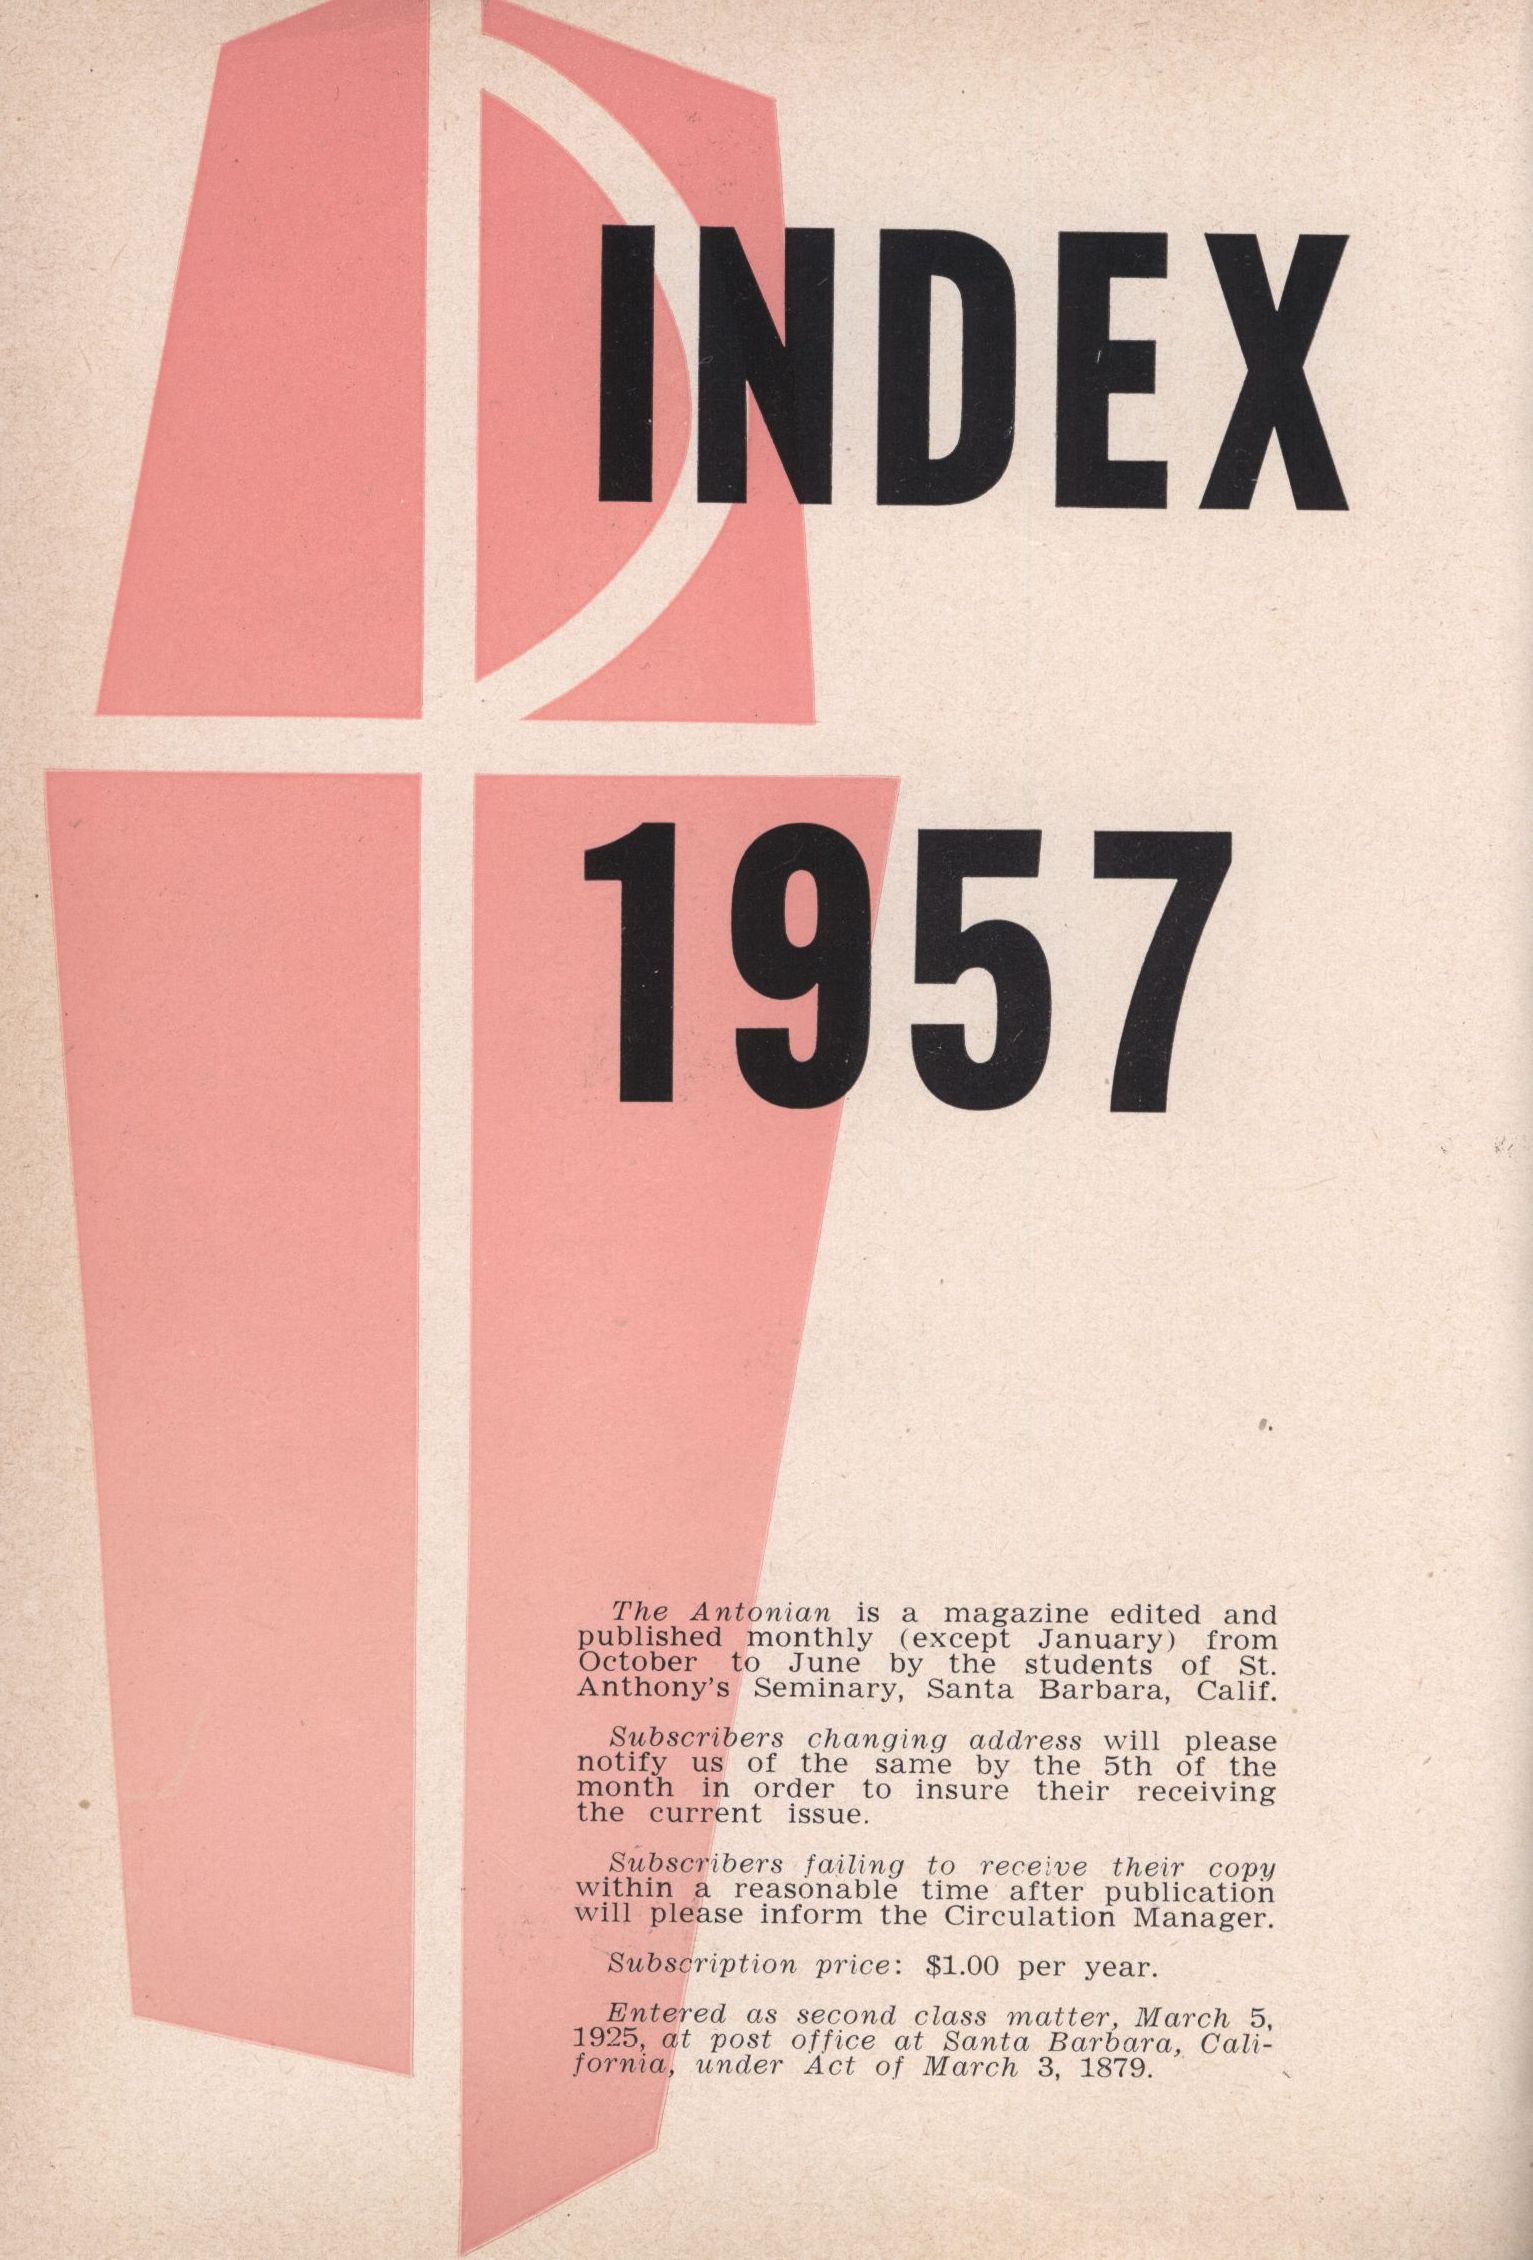 INDEX
1957
The Antonian is a magazine edited and
published monthly (except January) from
October to June by the students of St.
Anthony's Seminary, Santa Barbara, Calif.
Subscribers changing address will please
notify us of the same by the 5th of the
month in order to insure their receiving
the current issue.
Subscribers failing to receive their copy
within a reasonable time after publication
will please inform the Circulation Manager.
Subscription price: $1.00 per year.
Entered as second class matter, March 5,
1925, at post office at Santa Barbara, Cali-
fornia, under Act of March 3, 1879.